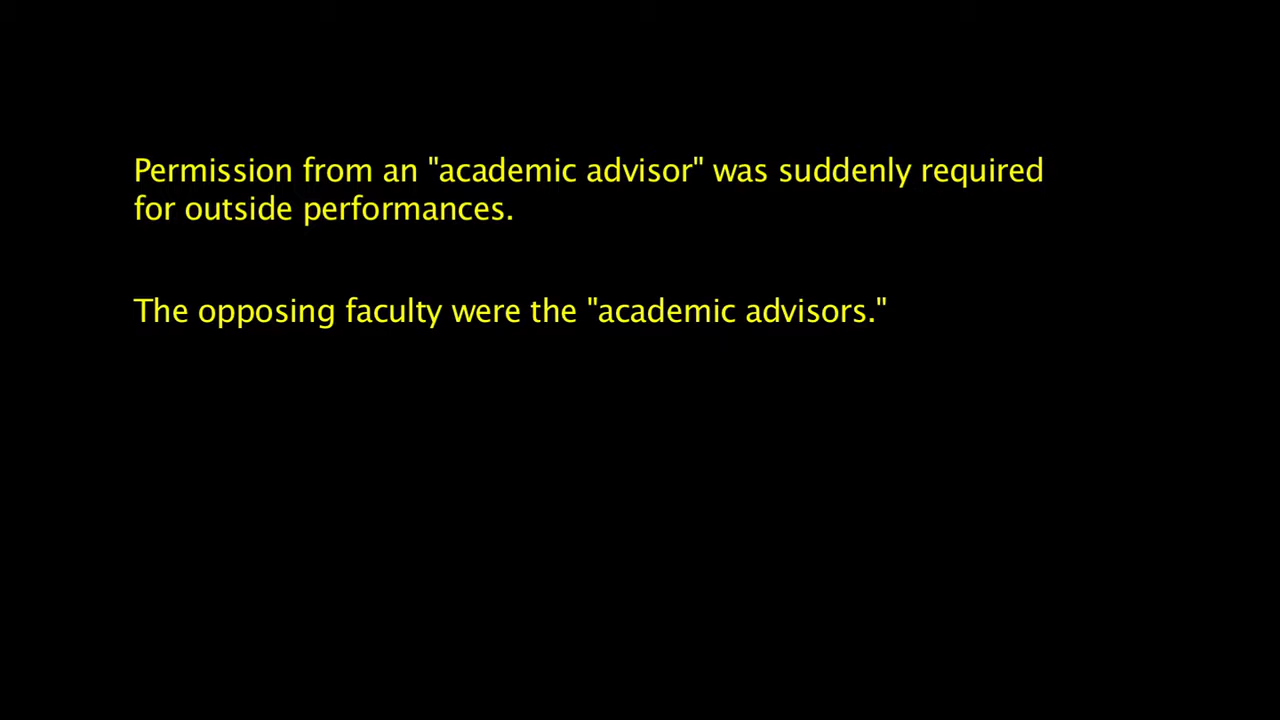 Permission from an "academic advisor" was suddenly required
for outside performances.
The opposing faculty were the "academic advisors."